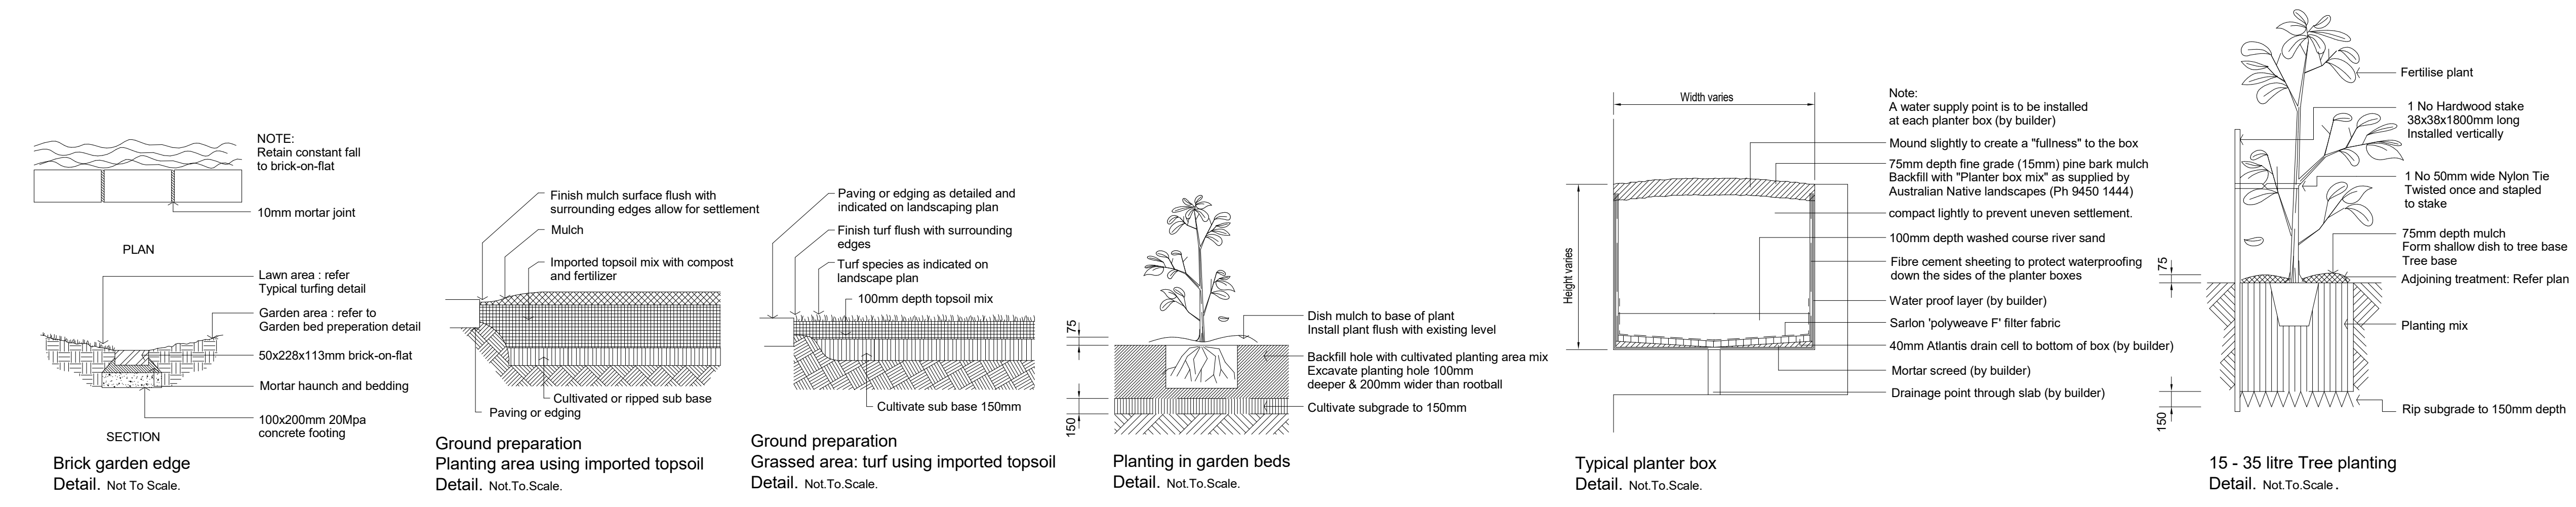 NOTE:
Retain constant fall
to brick-on-flat
10mm mortar joint
PLAN
Lawn area : refer
Typical turfing detail
Garden area : refer to
Garden bed preperation detail
50x228x113mm brick-on-flat
Mortar haunch and bedding
100x200mm 20Mpa
concrete footing
SECTION
Brick garden edge
Detail. Not To Scale.
Finish mulch surface flush with
surrounding edges allow for settlement
Mulch
Imported topsoil mix with compost
and fertilizer
Cultivated or ripped sub base
Paving or edging
Ground preparation
Planting area using imported topsoil
Detail. Not.To.Scale.
Paving or edging as detailed and
indicated on landscaping plan
Finish turf flush with surrounding
edges
Turf species as indicated on
landscape plan
100mm depth topsoil mix
Cultivate sub base 150mm
Ground preparation
Grassed area: turf using imported topsoil
Detail. Not.To.Scale.
75
150
Dish mulch to base of plant
Install plant flush with existing level
Backfill hole with cultivated planting area mix
Excavate planting hole 100mm
deeper & 200mm wider than rootball
Cultivate subgrade to 150mm
Planting in garden beds
Detail. Not.To.Scale.
Width varies
Height varies
Note:
A water supply point is to be installed
at each planter box (by builder)
Mound slightly to create a "fullness" to the box
75mm depth fine grade (15mm) pine bark mulch
Backfill with "Planter box mix" as supplied by
Australian Native landscapes (Ph 9450 1444)
compact lightly to prevent uneven settlement.
100mm depth washed course river sand
Fibre cement sheeting to protect waterproofing
down the sides of the planter boxes
Water proof layer (by builder)
Sarlon 'polyweave F' filter fabric
40mm Atlantis drain cell to bottom of box (by builder)
Mortar screed (by builder)
Drainage point through slab (by builder)
Typical planter box
Detail. Not.To.Scale.
Fertilise plant
1 No Hardwood stake
38x38x1800mm long
Installed vertically
1 No 50mm wide Nylon Tie
Twisted once and stapled
to stake
75mm depth mulch
Form shallow dish to tree base
Tree base
Adjoining treatment: Refer plan
Planting mix
Rip subgrade to 150mm depth
75
150
15 - 35 litre Tree planting
Detail. Not.To.Scale.